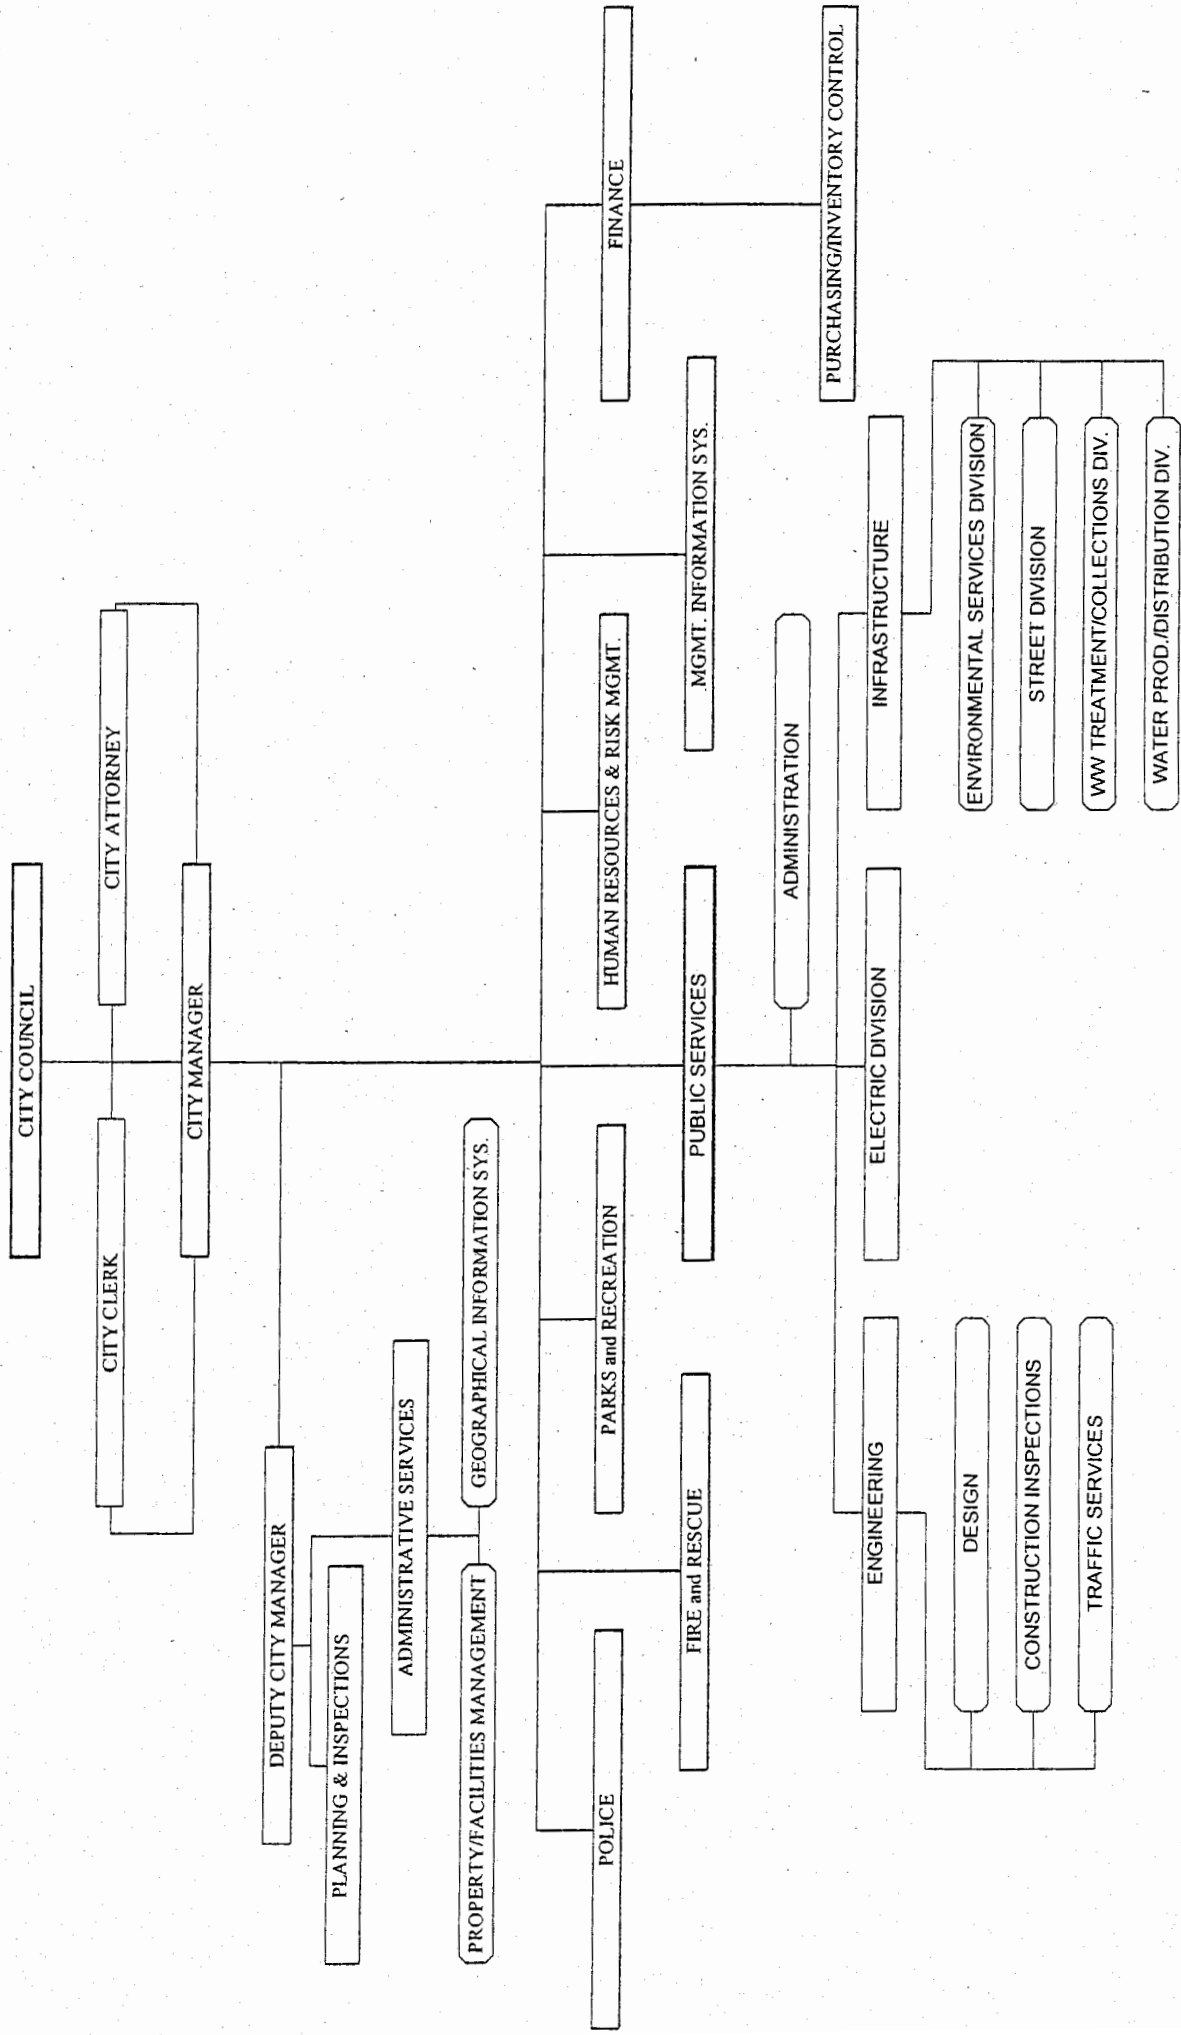 CITY COUNCIL
CITY CLERK
CITY ATTORNEY
CITY MANAGER
DEPUTY CITY MANAGER
PLANNING & INSPECTIONS
ADMINISTRATIVE SERVICES
PROPERTY/FACILITIES MANAGEMENT
GEOGRAPHICAL INFORMATION SYS.
POLICE
PARKS and RECREATION
HUMAN RESOURCES & RISK MGMT.
FINANCE
FIRE and RESCUE
PUBLIC SERVICES
MGMT. INFORMATION SYS.
ADMINISTRATION
PURCHASING/INVENTORY CONTROL
ENGINEERING
ELECTRIC DIVISION
INFRASTRUCTURE
DESIGN
ENVIRONMENTAL SERVICES DIVISION
CONSTRUCTION INSPECTIONS
STREET DIVISION
TRAFFIC SERVICES
WW TREATMENT/COLLECTIONS DIV.
WATER PROD./DISTRIBUTION DIV.